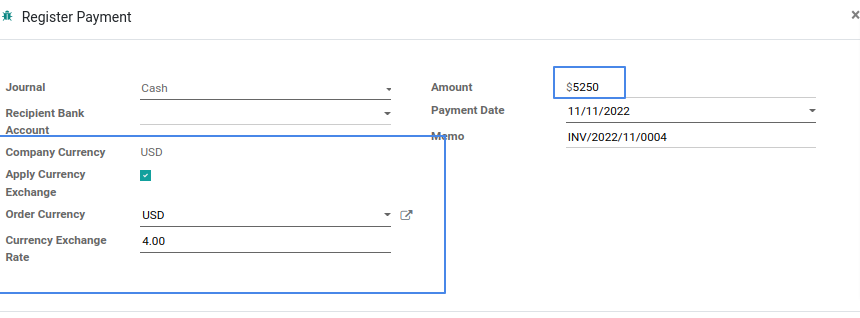 Register Payment
×
Journal
Cash
Amount
$5250
Recipient Bank
Account
Payment Date
11/11/2022
Memo
INV/2022/11/0004
Company Currency
USD
Apply Currency
Exchange
Order Currency
USD
Currency Exchange
Rate
4.00